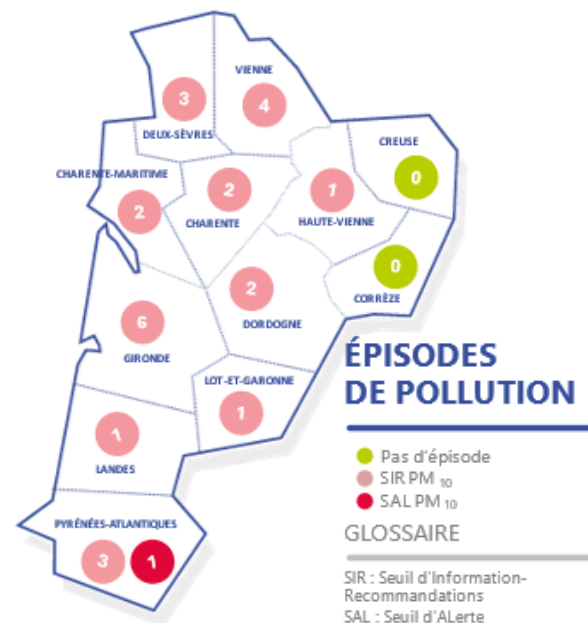 VIENNE
3
4
DEUX-SÈVRES
CREUSE
0
CHARENTE-MARITIME
2
2
CHARENTE
1
HAUTE-VIENNE
0
CORRÈZE
2
DORDOGNE
6
GIRONDE
LOT-ET-GARONNE
1
1
LANDES
PYRÉNÉES-ATLANTIQUES
3
1
ÉPISODES
DE POLLUTION
Pas d'épisode
SIR PM 10
SAL PM 10
GLOSSAIRE
SIR : Seuil d'Information-
Recommandations
SAL : Seuil d'ALerte